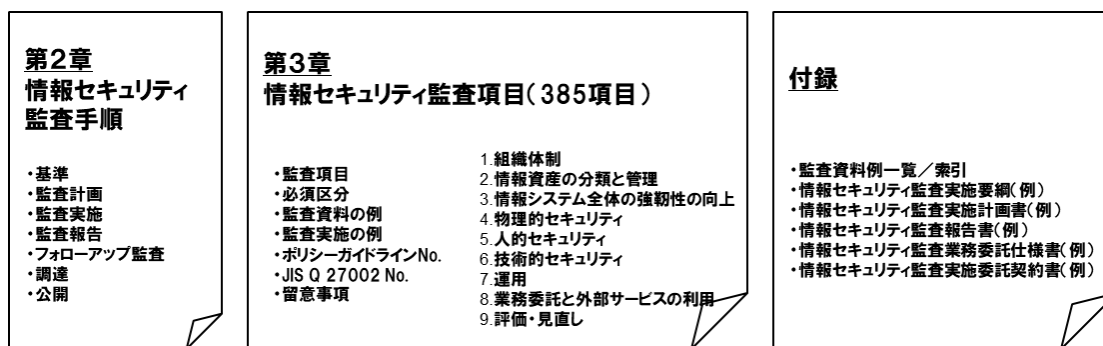 第２章
情報セキュリティ
監査手順
・基準
・監査計画
・監査実施
・監査報告
・フォローアップ監査
・調達
・公開
第３章
情報セキュリティ監査項目（３８５項目）
・監査項目
・必須区分
・監査資料の例
・監査実施の例
・ポリシーガイドラインNo.
・JIS Q 27002 No.
・留意事項
1.組織体制
2.情報資産の分類と管理
3.情報システム全体の強靭性の向上
4.物理的セキュリティ
5.人的セキュリティ
6.技術的セキュリティ
7.運用
8.業務委託と外部サービスの利用
9.評価・見直し
付録
・監査資料例一覧／索引
・情報セキュリティ監査実施要綱（例）
・情報セキュリティ監査実施計画書（例）
・情報セキュリティ監査報告書（例）
・情報セキュリティ監査業務委託仕様書（例）
・情報セキュリティ監査実施委託契約書（例）